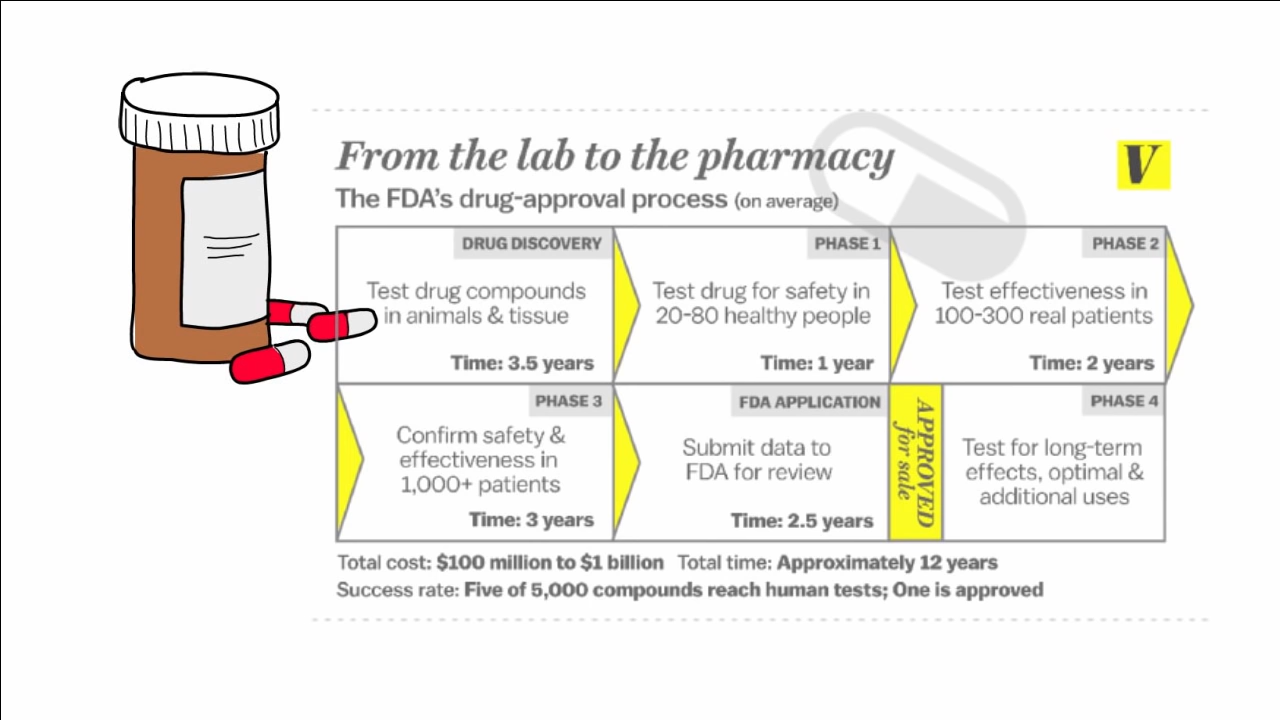 From the lab to the pharmacy
V
The FDA's drug-approval process (on average)
DRUG DISCOVERY
Test drug compounds
in animals & tissue
Time: 3.5 years
PHASE 1
Test drug for safety in
20-80 healthy people
Time: 1 year
PHASE 2
Test effectiveness in
100-300 real patients
Time: 2 years
PHASE 3
Confirm safety &
effectiveness in
1,000+ patients
Time: 3 years
FDA APPLICATION
Submit data to
FDA for review
Time: 2.5 years
APPROVED
for sale
PHASE 4
Test for long-term
effects, optimal &
additional uses
Total cost: $100 million to $1 billion Total time: Approximately 12 years
Success rate: Five of 5,000 compounds reach human tests; One is approved